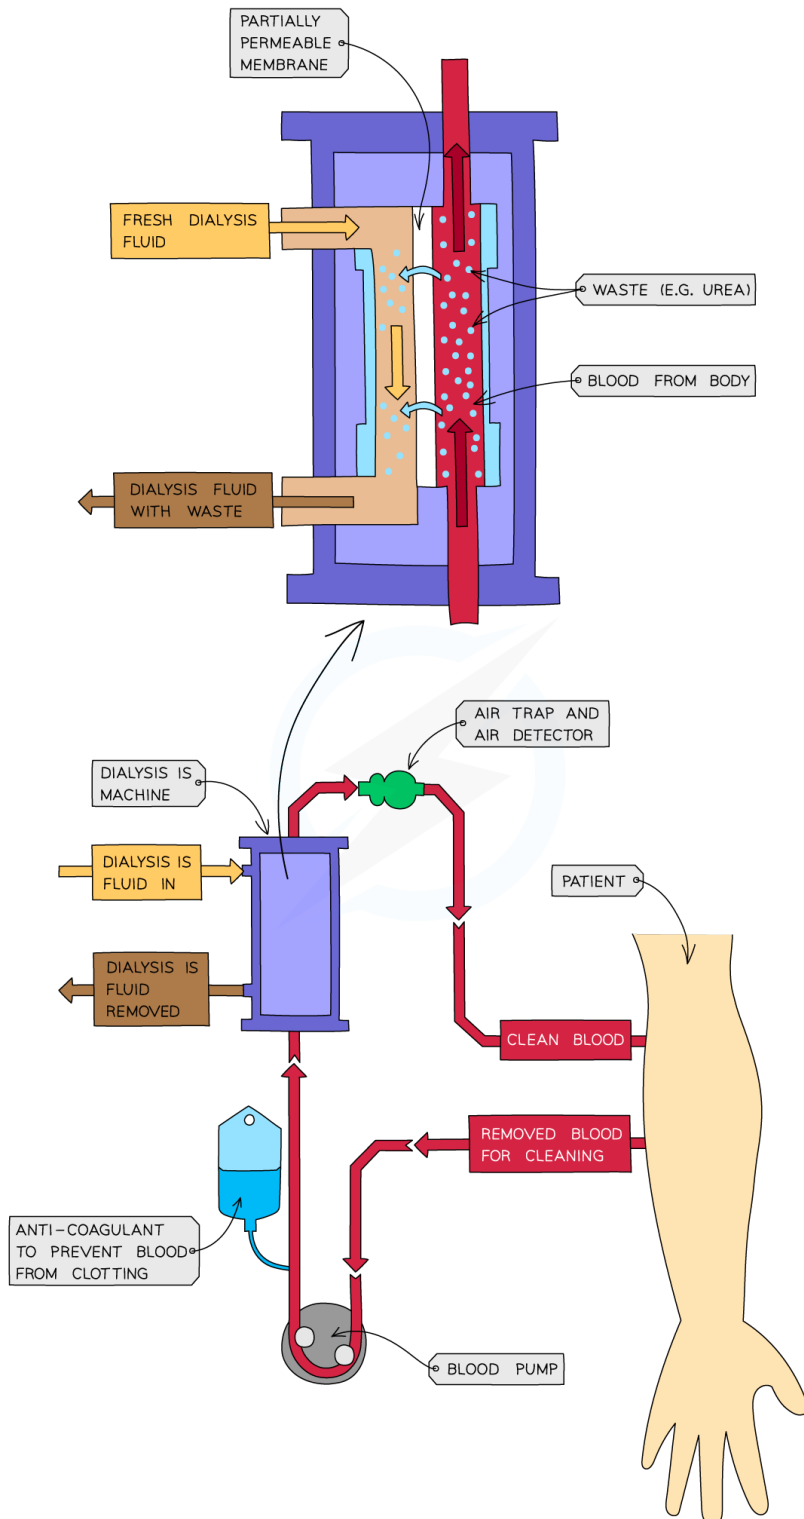 PARTIALLY
PERMEABLE
MEMBRANE
FRESH DIALYSIS
FLUID
WASTE (E.G. UREA)
BLOOD FROM BODY
DIALYSIS FLUID
WITH WASTE
AIR TRAP AND
AIR DETECTOR
DIALYSIS IS
MACHINE
DIALYSIS IS
FLUID IN
PATIENT
DIALYSIS IS
FLUID
REMOVED
CLEAN BLOOD
REMOVED BLOOD
FOR CLEANING
ANTI-COAGULANT
TO PREVENT BLOOD
FROM CLOTTING
BLOOD PUMP